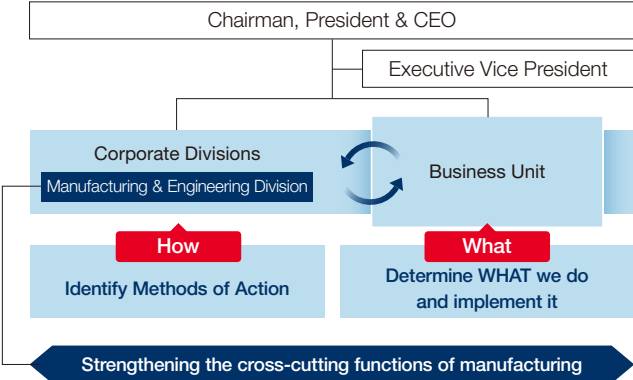 Chairman, President & CEO
Executive Vice President
Corporate Divisions
Manufacturing & Engineering Division
Business Unit
How
Identify Methods of Action
What
Determine WHAT we do
and implement it
Strengthening the cross-cutting functions of manufacturing